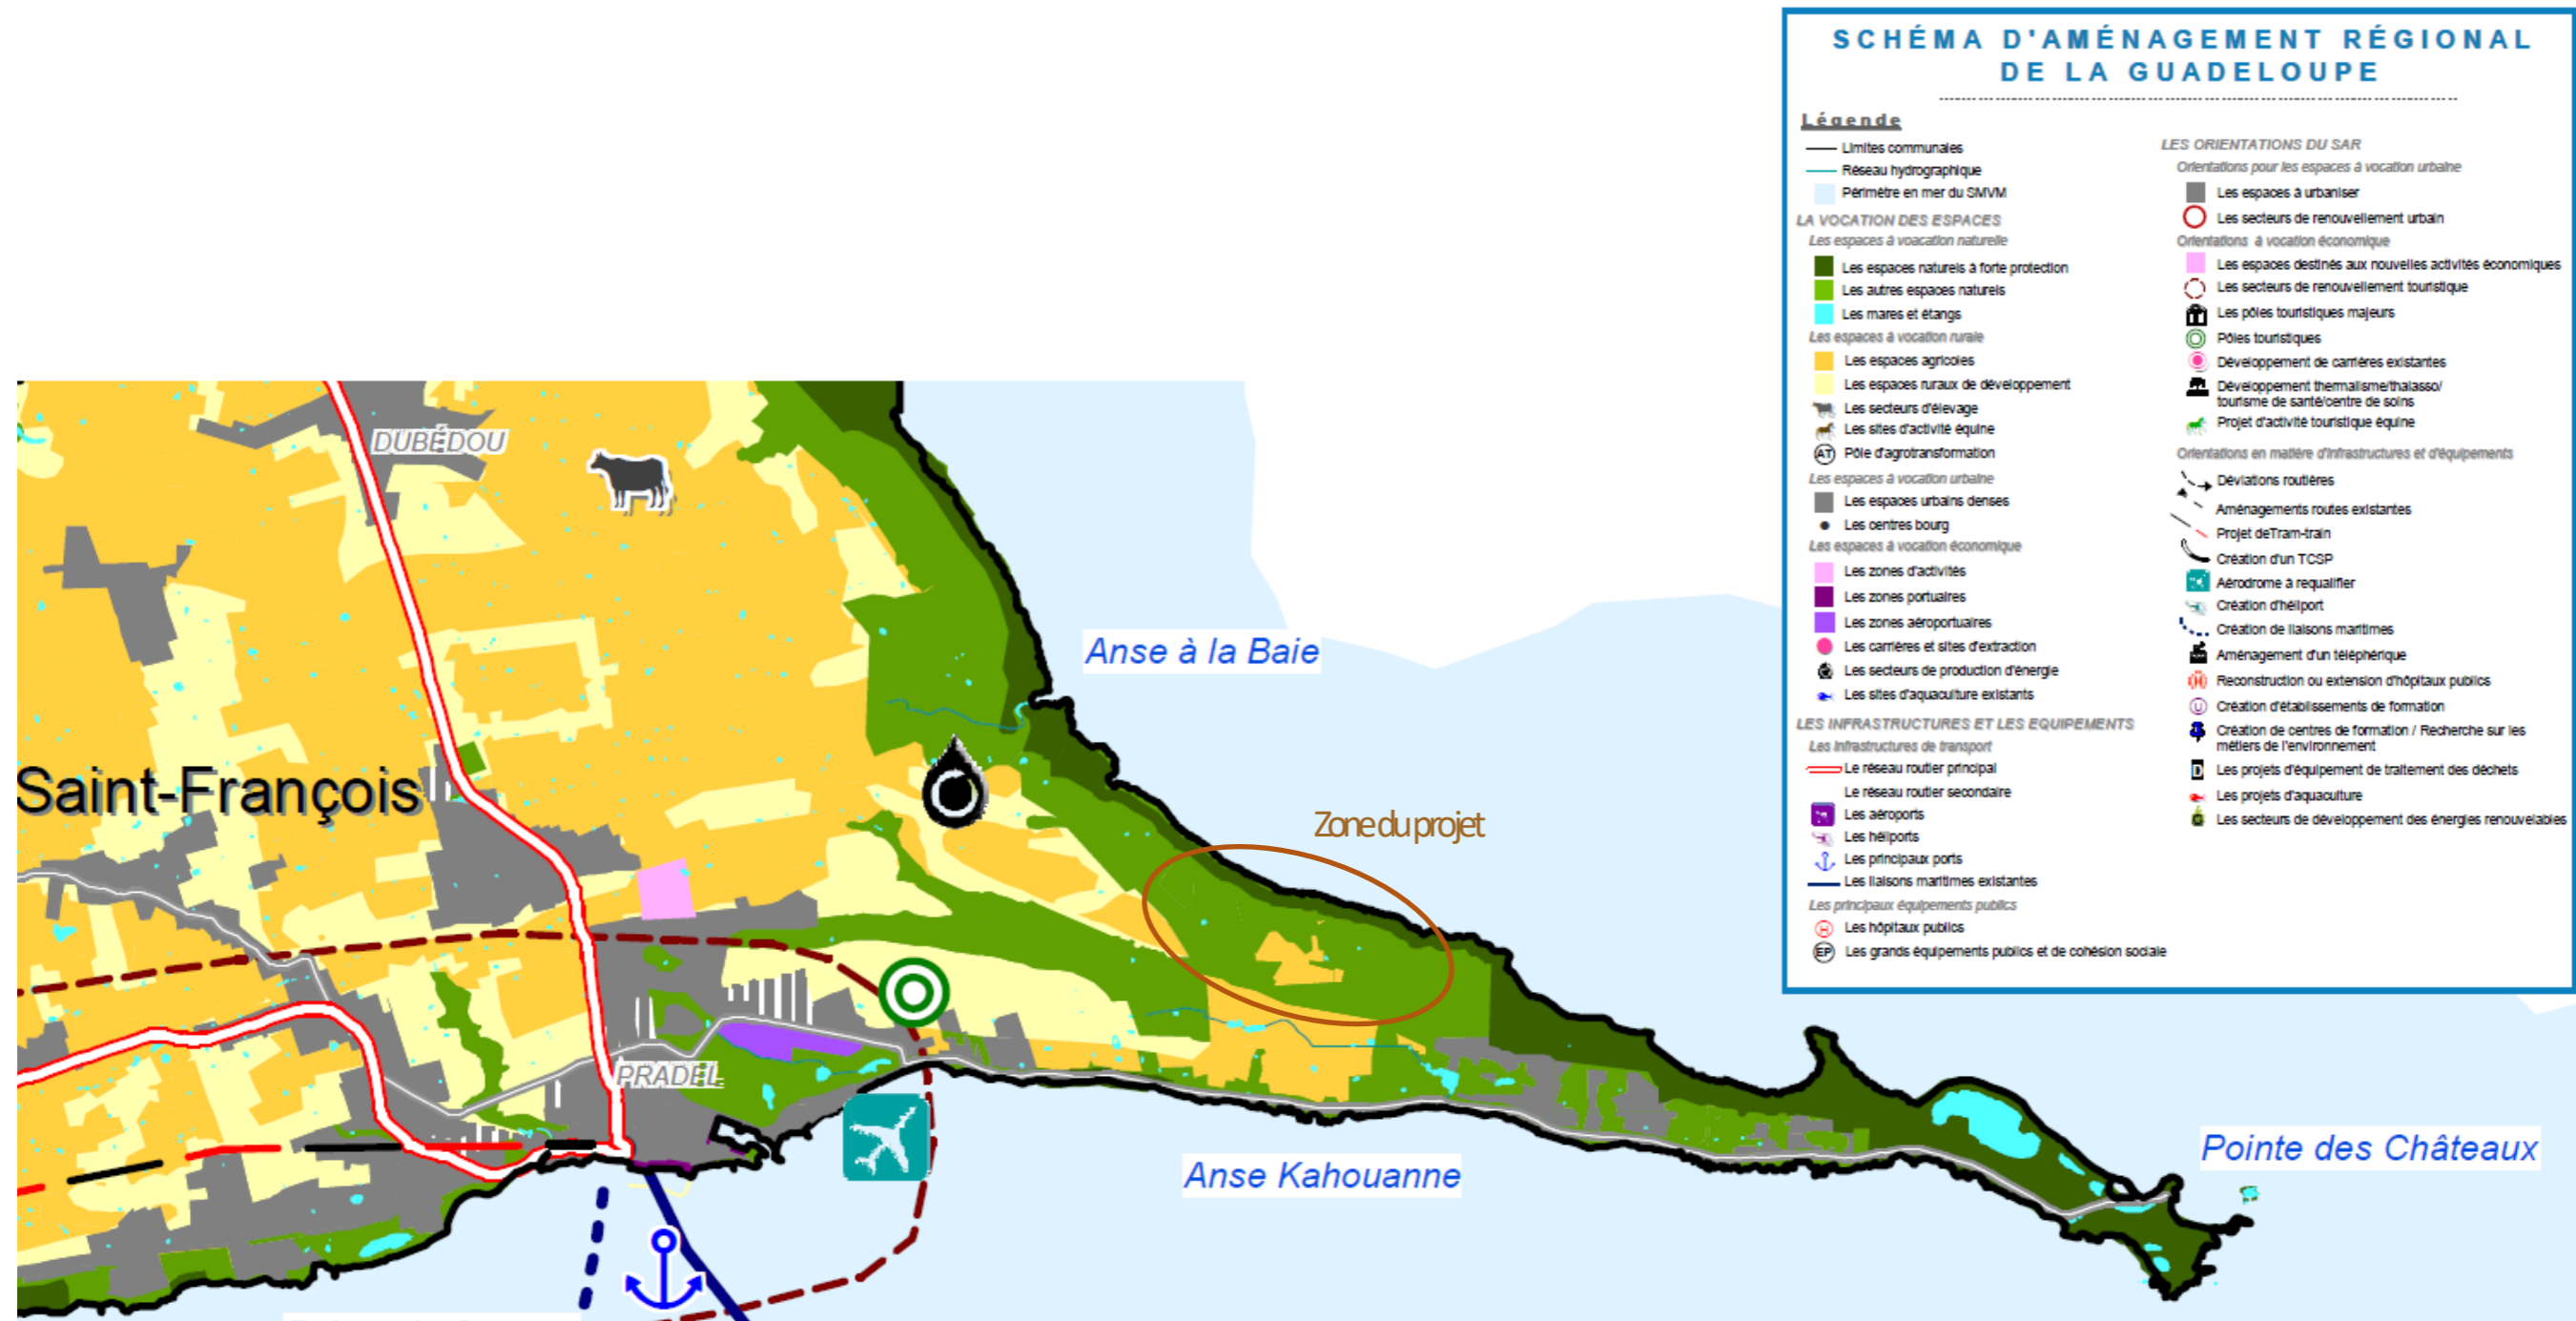 SCHÉMA D'AMÉNAGEMENT RÉGIONAL
DE LA GUADELOUPE
Légende
Limites communales
Réseau hydrographique
Périmètre en mer du SMVM
LA VOCATION DES ESPACES
Les espaces à voacation naturelle
Les espaces naturels à forte protection
Les autres espaces naturels
Les mares et étangs
Les espaces à vocation rurale
Les espaces agricoles
Les espaces ruraux de développement
Les secteurs d'élevage
Les sites d'activité équine
AT Pôle d'agrotransformation
Les espaces à vocation urbaine
Les espaces urbains denses
Les centres bourg
Les espaces à vocation économique
Les zones d'activités
Les zones portuaires
Les zones aéroportuaires
Les carrières et sites d'extraction
Les secteurs de production d'énergie
Les sites d'aquaculture existants
LES INFRASTRUCTURES ET LES EQUIPEMENTS
Les infrastructures de transport
Le réseau routier principal
Le réseau routier secondaire
Les aéroports
Les héliports
Les principaux ports
Les liaisons maritimes existantes
Les principaux équipements publics
H Les hôpitaux publics
EP Les grands équipements publics et de cohésion sociale
LES ORIENTATIONS DU SAR
Orientations pour les espaces à vocation urbaine
Les espaces à urbaniser
Les secteurs de renouvellement urbain
Orientations à vocation économique
Les espaces destinés aux nouvelles activités économiques
Les secteurs de renouvellement touristique
Les pôles touristiques majeurs
Pôles touristiques
Développement de carrières existantes
Développement thermalisme/thalasso/
tourisme de santé/centre de soins
Projet d'activité touristique équine
Orientations en matière d'infrastructures et d'équipements
Déviations routières
Aménagements routes existantes
Projet deTram-train
Création d'un TCSP
Aérodrome à requalifier
Création d'héliport
Création de liaisons maritimes
Aménagement d'un téléphérique
H Reconstruction ou extension d'hôpitaux publics
U Création d'établissements de formation
Création de centres de formation / Recherche sur les
métiers de l'environnement
D Les projets d'équipement de traitement des déchets
Les projets d'aquaculture
Les secteurs de développement des énergies renouvelables
DUBÉDOU
Anse à la Baie
Saint-François
Zone du projet
PRADEL
Anse Kahouanne
Pointe des Châteaux